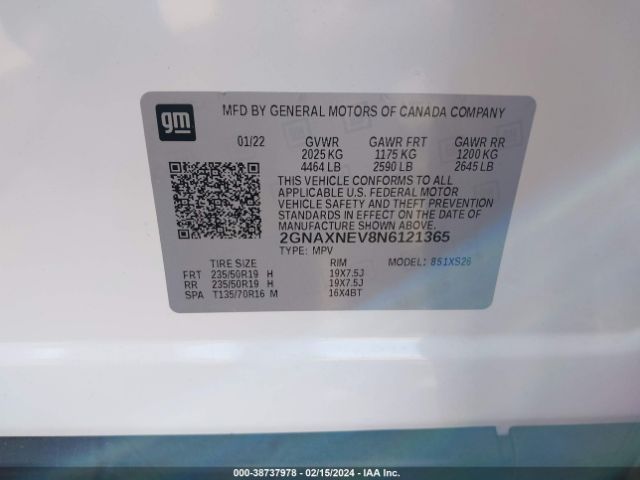 gm
MFD BY GENERAL MOTORS OF CANADA COMPANY
01/22 GVWR GAWR FRT GAWR RR
2025 KG 1175 KG 1200 KG
4464 LB 2590 LB 2645 LB
THIS VEHICLE CONFORMS TO ALL
APPLICABLE U.S. FEDERAL MOTOR
VEHICLE SAFETY AND THEFT PREVENTION
STANDARDS IN EFFECT ON THE DATE OF
MANUFACTURE SHOWN ABOVE.
2GNAXNEV8N6121365
TYPE: MPV MODEL: 851XS26
TIRE SIZE RIM
FRT 235/50R19 H 19X7.5J
RR 235/50R19 H 19X7.5J
SPA T135/70R16 M 16X4BT
000-38737978 - 02/15/2024 - IAA Inc.